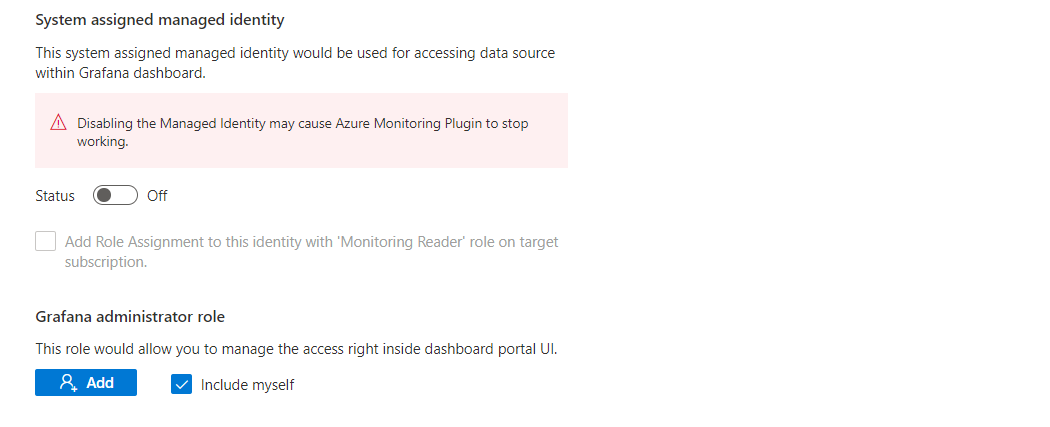 System assigned managed identity
This system assigned managed identity would be used for accessing data source
within Grafana dashboard.
Disabling the Managed Identity may cause Azure Monitoring Plugin to stop
working.
Status Off
Add Role Assignment to this identity with 'Monitoring Reader' role on target
subscription.
Grafana administrator role
This role would allow you to manage the access right inside dashboard portal UI.
Add Include myself